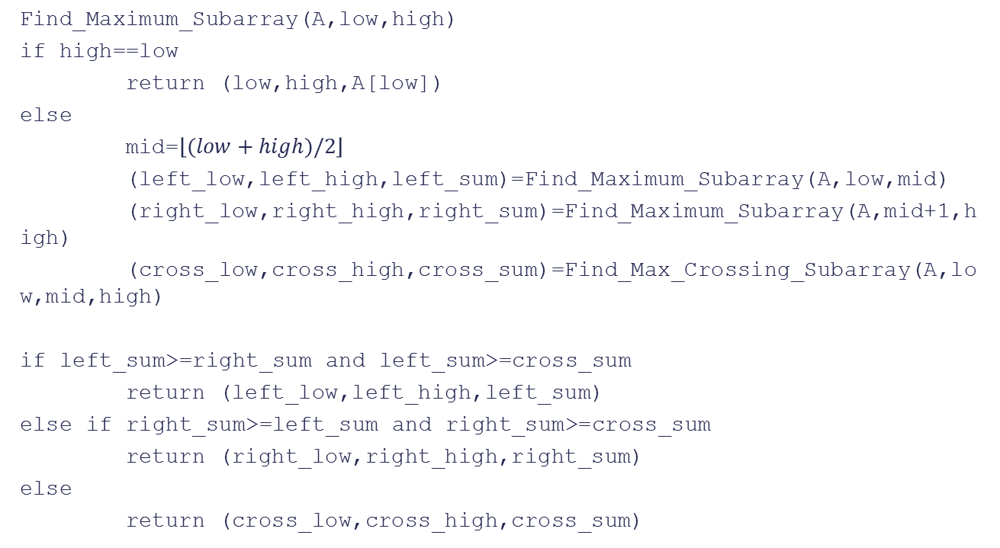 Find_Maximum_Subarray(A,low,high)
if high==low
return (low,high,A[low])
else
mid=⌊(low + high)/2⌋
(left_low,left_high,left_sum)=Find_Maximum_Subarray(A,low,mid)
(right_low,right_high,right_sum)=Find_Maximum_Subarray(A,mid+1,h
igh)
(cross_low,cross_high,cross_sum)=Find_Max_Crossing_Subarray(A,lo
w,mid,high)
if left_sum>=right_sum and left_sum>=cross_sum
return (left_low,left_high,left_sum)
else if right_sum>=left_sum and right_sum>=cross_sum
return (right_low,right_high,right_sum)
else
return (cross_low,cross_high,cross_sum)